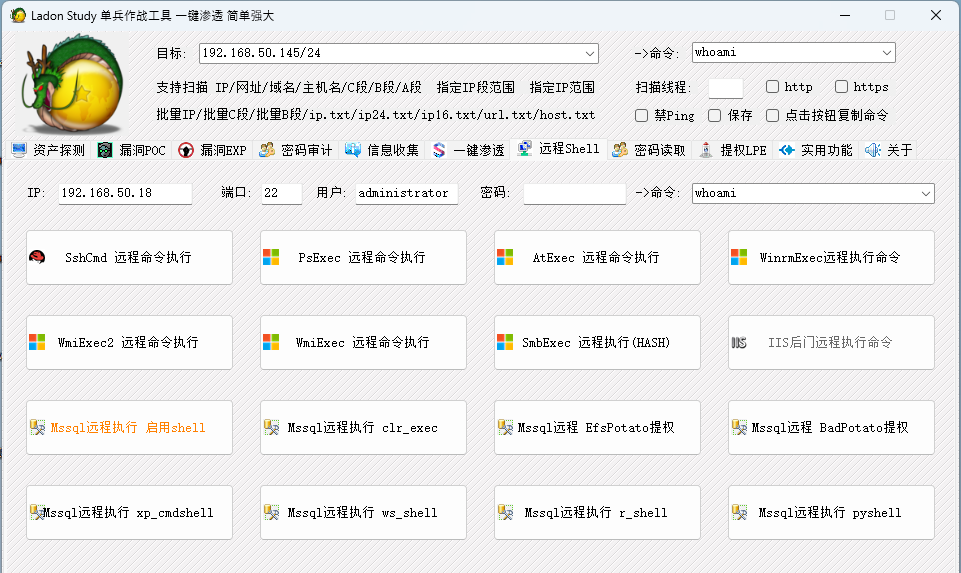 Ladon Study 单兵作战工具 一键渗透 简单强大
目标: 192.168.50.145/24 ->命令: whoami
支持扫描 IP/网址/域名/主机名/C段/B段/A段 指定IP段范围 指定IP范围 扫描线程: http https
批量IP/批量C段/批量B段/ip.txt/ip24.txt/ip16.txt/url.txt/host.txt 禁Ping 保存 点击按钮复制命令
资产探测 漏洞POC 漏洞EXP 密码审计 信息收集 一键渗透 远程Shell 密码读取 提权LPE 实用功能 关于
IP: 192.168.50.18 端口: 22 用户: administrator 密码: ->命令: whoami
SshCmd 远程命令执行 PsExec 远程命令执行 AtExec 远程命令执行 WinrmExec远程执行命令
WmiExec2 远程命令执行 WmiExec 远程命令执行 SmbExec 远程执行(HASH) IIS IIS后门远程执行命令
Mssql远程执行 启用shell Mssql远程执行 clr_exec Mssql远程 EfsPotato提权 Mssql远程 BadPotato提权
Mssql远程执行 xp_cmdshell Mssql远程执行 ws_shell Mssql远程执行 r_shell Mssql远程执行 pyshell